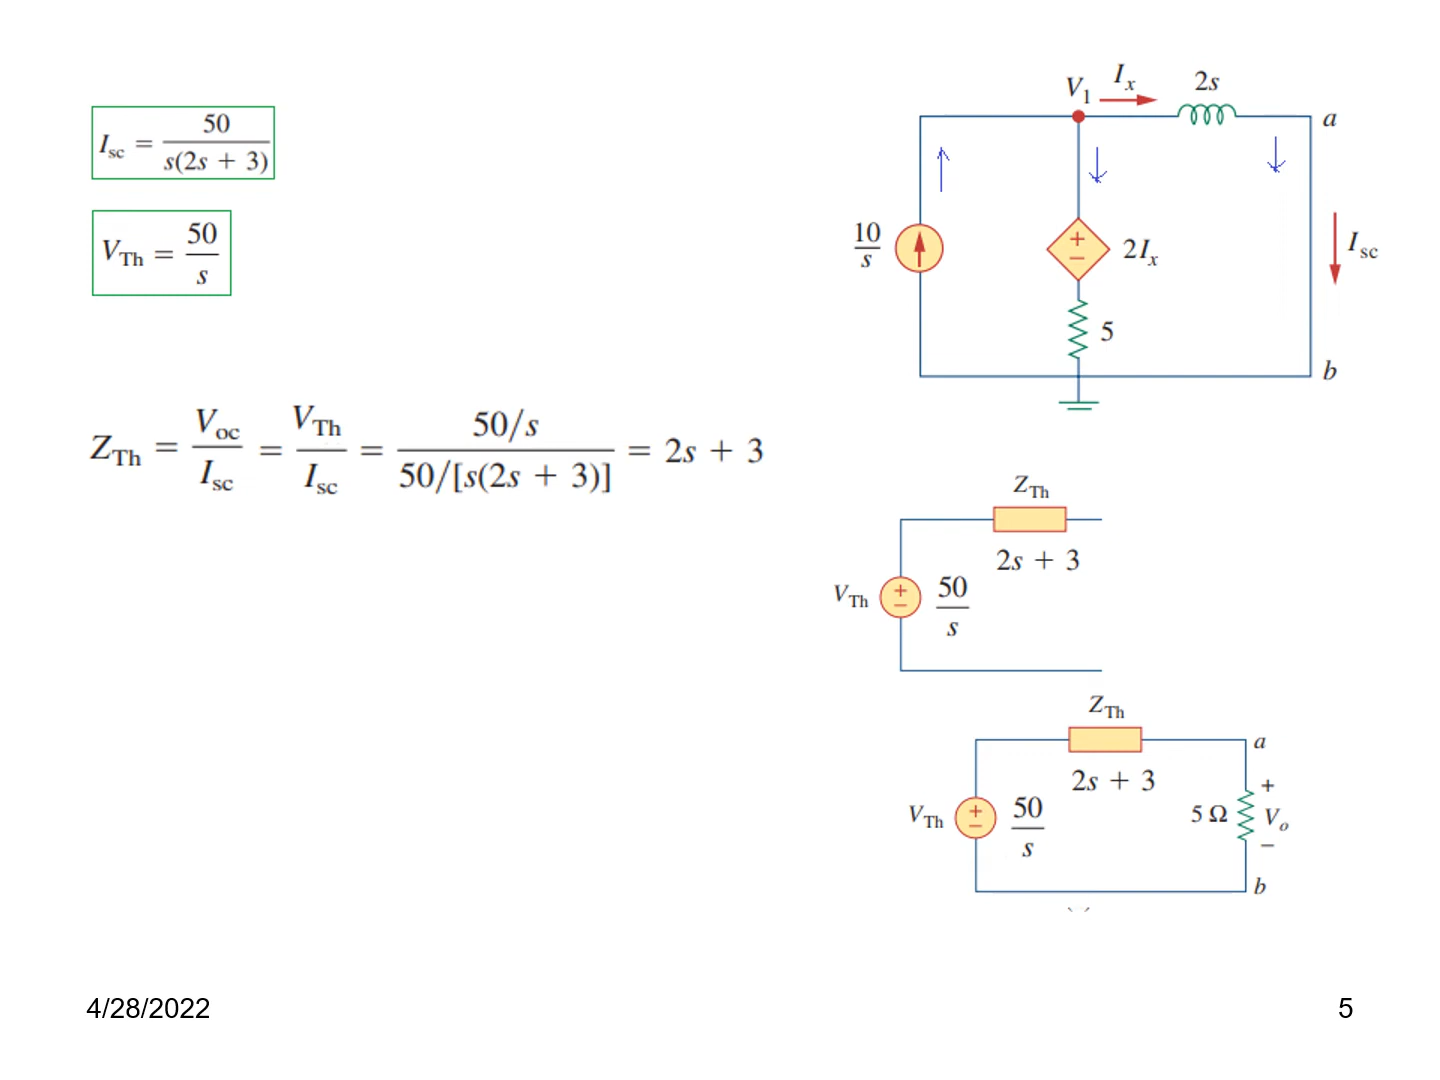 I_sc = 50 / s(2s + 3)
V_Th = 50 / s
Z_Th = V_oc / I_sc = V_Th / I_sc = 50/s / 50/[s(2s + 3)] = 2s + 3
V_1 I_x 2s
a
10 / s
+
−
2I_x
I_sc
5
b
Z_Th
2s + 3
V_Th + − 50 / s
Z_Th
a
2s + 3
V_Th + − 50 / s
5 Ω + V_o −
b
4/28/2022 5